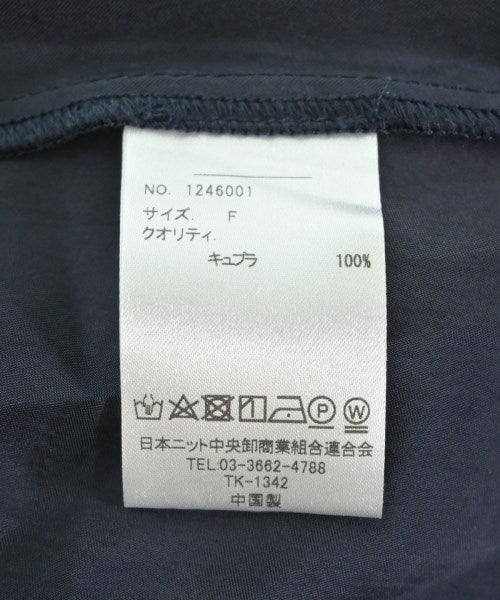 NO. 1246001
サイズ. F
クオリティ.
キュプラ 100%
P W
日本ニット中央卸商業組合連合会
TEL.03-3662-4788
TK-1342
中国製